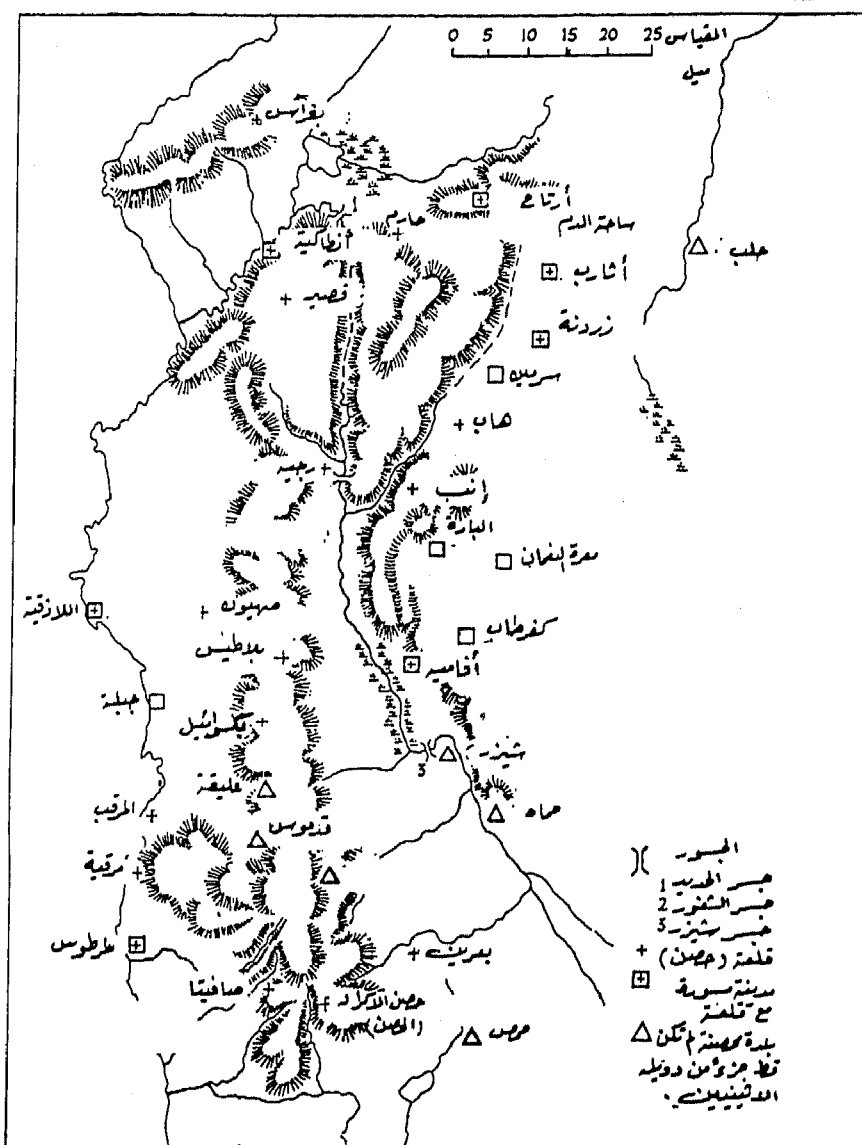 0 5 10 15 20 25 المقياس
ميل
بغراس
أرتاح
ساحة الدم
حارم
أنطاكية
حلب
أثارب
قصير
زردنة
سرمين
هاب
إنب
البارة
معرة النعمان
صهيون
اللاذقية
كفرطاب
بلاطنس
أفامية
جبلة
شيزر
3
عليقة
المرقب
حماه
قدموس
مرقية
طرطوس
بعرين
صافيتا
حصن الأكراد
(الحصن)
حمص
الجسور
جسر الحديد 1
جسر الشغور 2
جسر شيزر 3
قلعة (حصن)
مدينة مسورة
مع قلعة
بلدة محصنة لم تكن
قط جزءاً من دويلة
اللاتينيين .